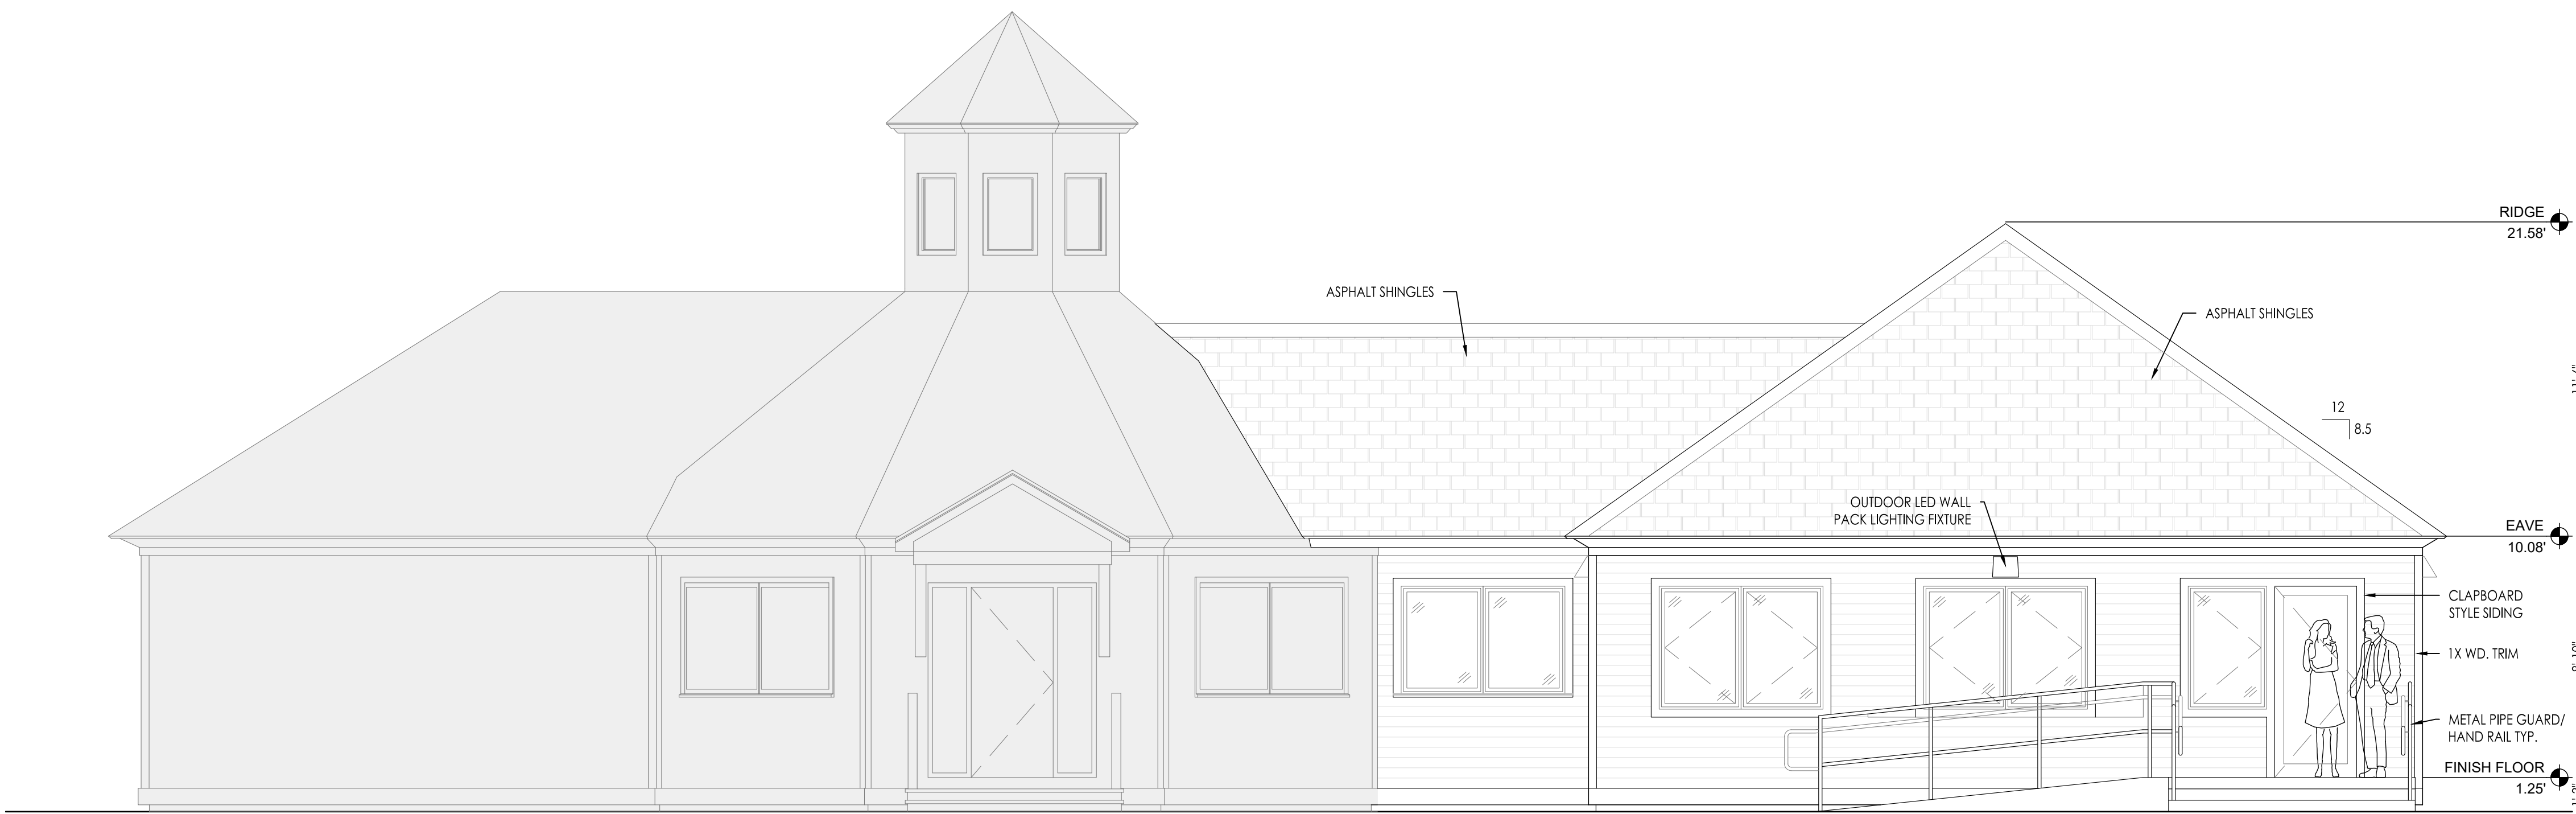 RIDGE
21.58'
ASPHALT SHINGLES
ASPHALT SHINGLES
12
8.5
OUTDOOR LED WALL
PACK LIGHTING FIXTURE
EAVE
10.08'
CLAPBOARD
STYLE SIDING
1X WD. TRIM
METAL PIPE GUARD/
HAND RAIL TYP.
FINISH FLOOR
1.25'